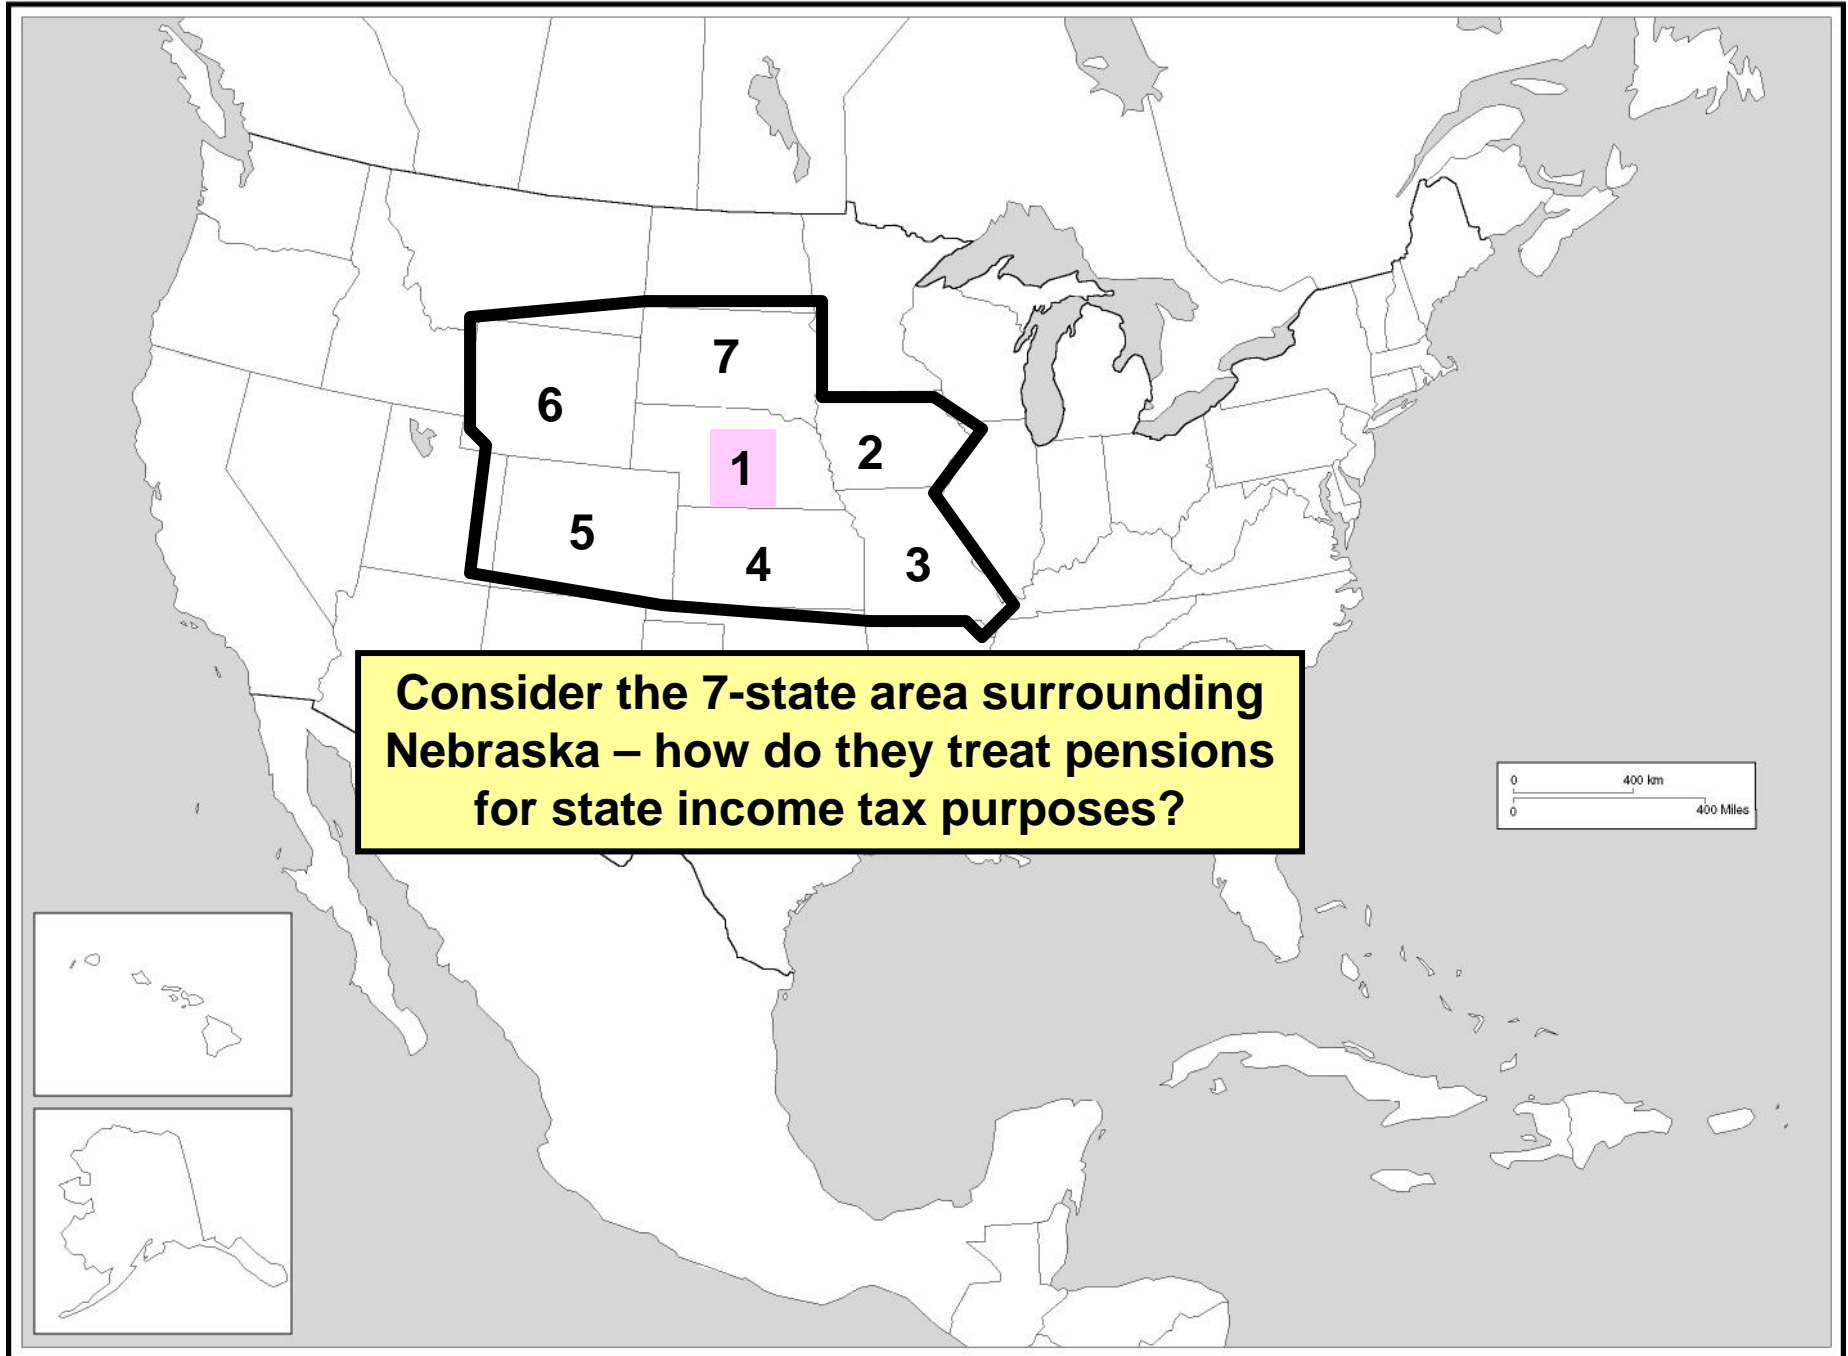 7
6
1
2
5
4
3
Consider the 7-state area surrounding
Nebraska – how do they treat pensions
for state income tax purposes?
0 400 km
0 400 Miles